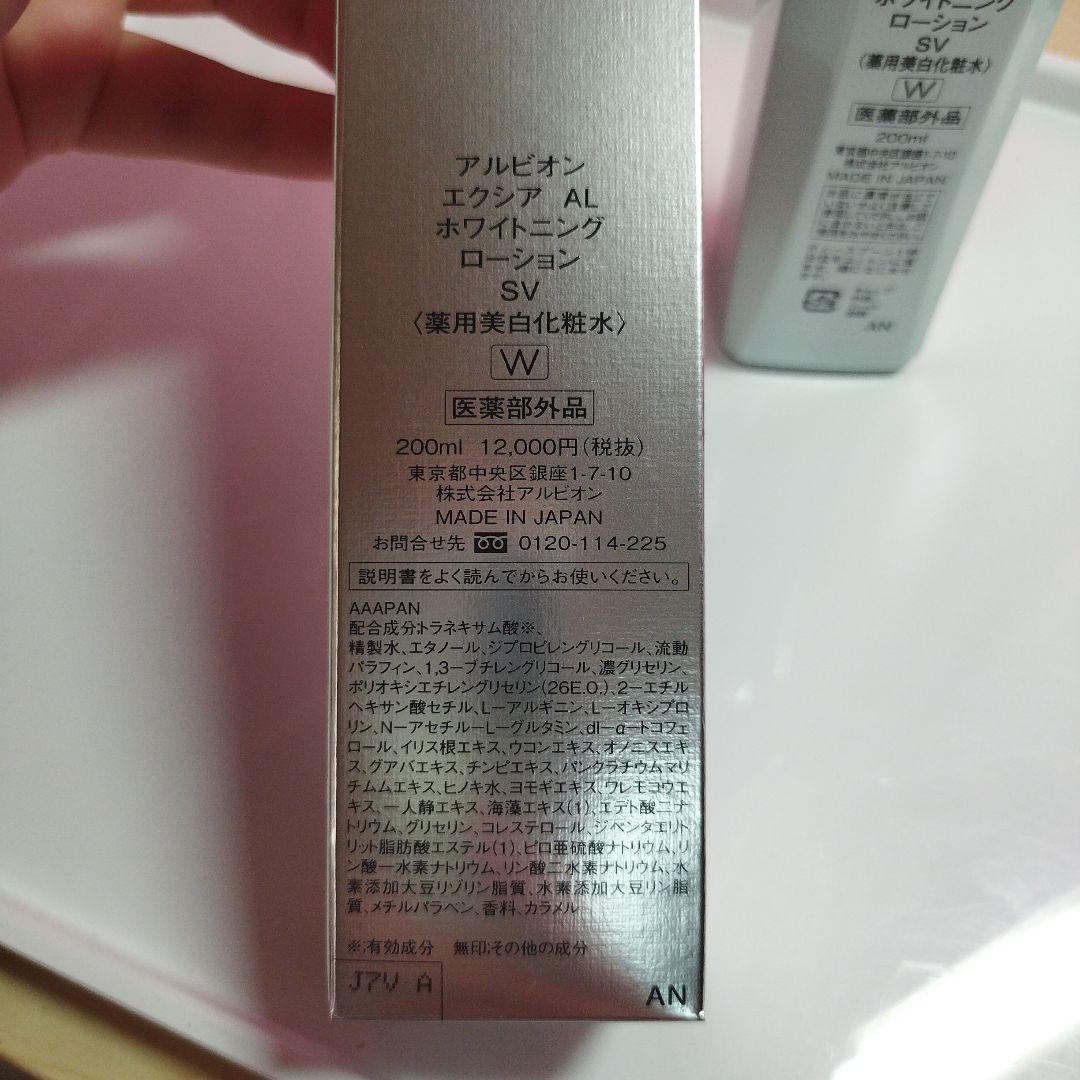 アルビオン
エクシア AL
ホワイトニング
ローション
SV
〈薬用美白化粧水〉
W
医薬部外品
200ml 12,000円(税抜)
東京都中央区銀座1-7-10
株式会社アルビオン
MADE IN JAPAN
お問合せ先 0120-114-225
説明書をよく読んでからお使いください。
AAAPAN
配合成分:トラネキサム酸※、
精製水、エタノール、ジプロピレングリコール、流動
パラフィン、1,3－ブチレングリコール、濃グリセリン、
ポリオキシエチレングリセリン(26E.O.)、2－エチル
ヘキサン酸セチル、L－アルギニン、L－オキシプロ
リン、N－アセチル－L－グルタミン、dl－α－トコフェ
ロール、イリス根エキス、ウコンエキス、オノニスエキ
ス、グアバエキス、チンピエキス、パンクラチウムマリ
チムムエキス、ヒノキ水、ヨモギエキス、ワレモコウエ
キス、一人静エキス、海藻エキス(1)、エデト酸二ナ
トリウム、グリセリン、コレステロール、ジペンタエリト
リット脂肪酸エステル(1)、ピロ亜硫酸ナトリウム、リ
ン酸一水素ナトリウム、リン酸二水素ナトリウム、水
素添加大豆リゾリン脂質、水素添加大豆リン脂
質、メチルパラベン、香料、カラメル
※;有効成分 無印;その他の成分
J7V A
AN
ホワイトニング
ローション
SV
〈薬用美白化粧水〉
W
医薬部外品
200ml
東京都中央区銀座1-7-10
株式会社アルビオン
MADE IN JAPAN
AN